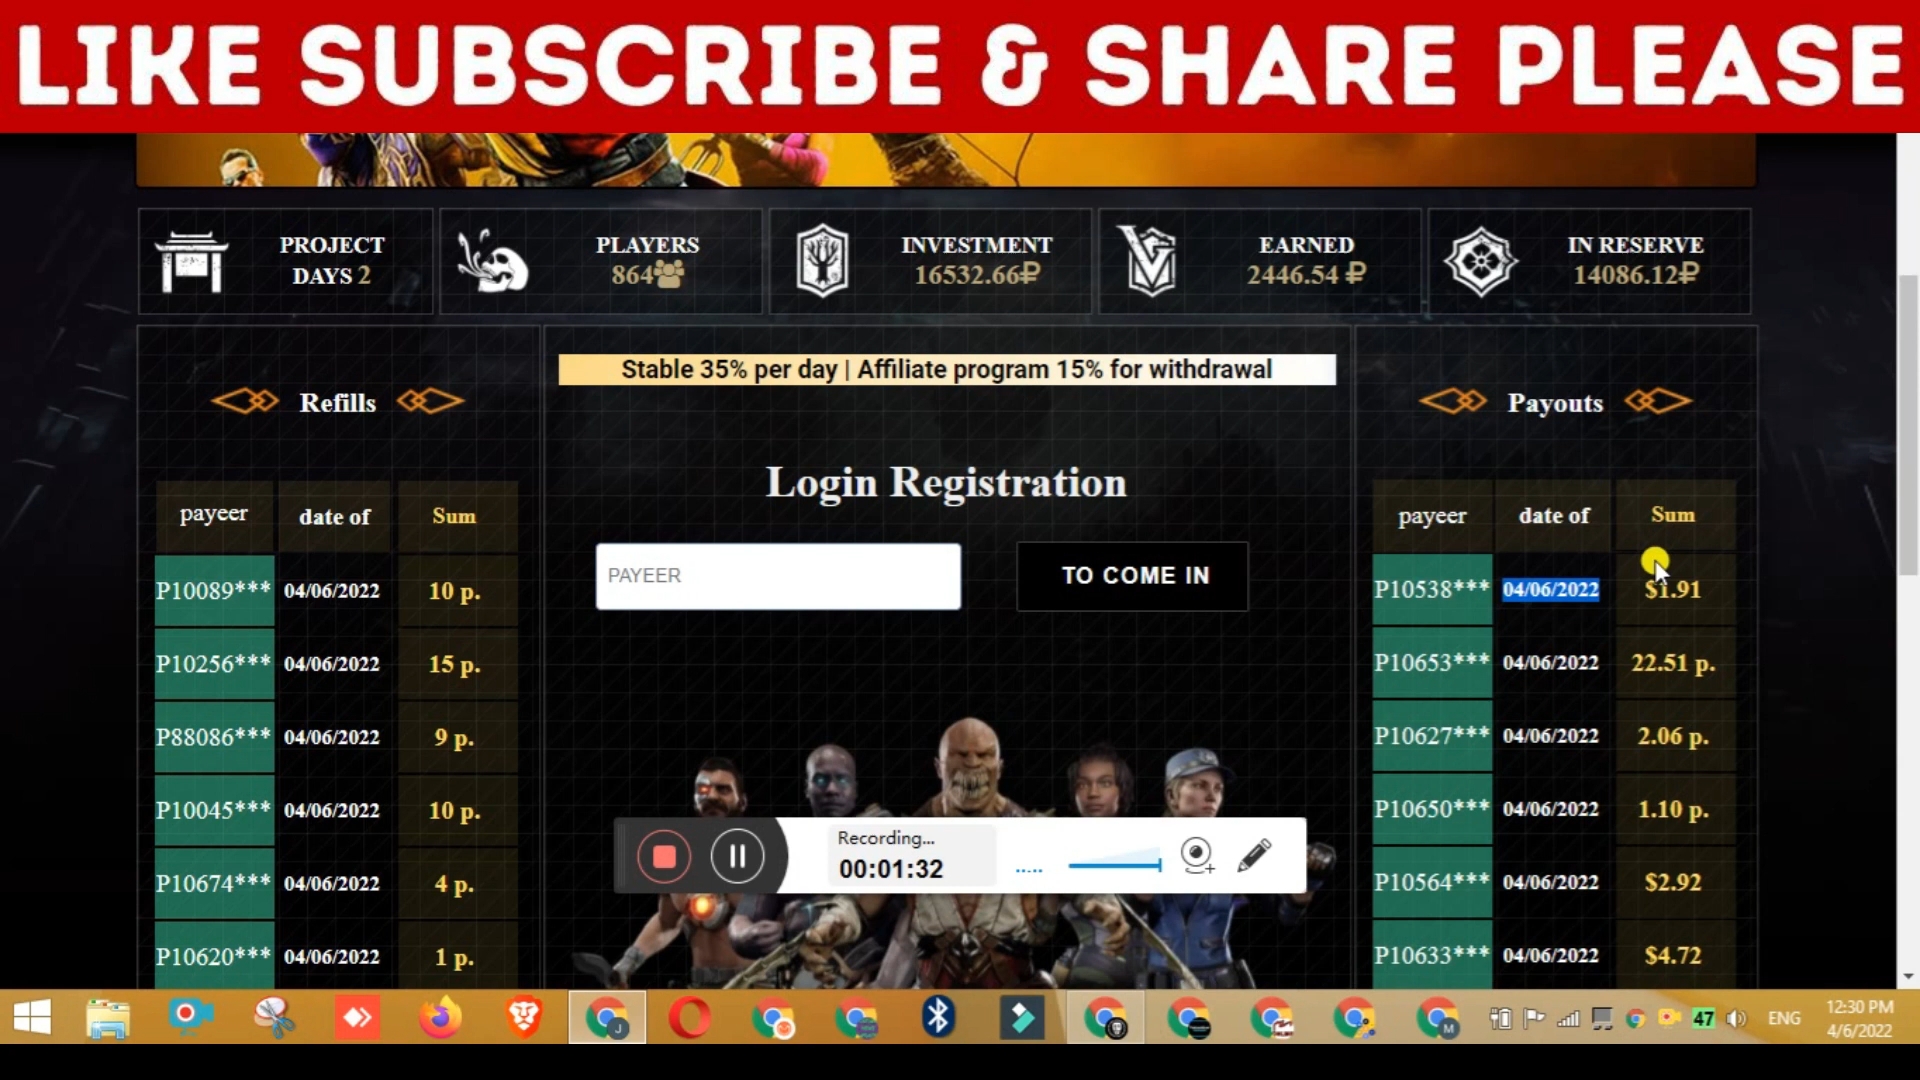 LIKE SUBSCRIBE & SHARE PLEASE
PROJECT
DAYS 2
PLAYERS
864
INVESTMENT
16532.66₽
EARNED
2446.54 ₽
IN RESERVE
14086.12₽
Stable 35% per day | Affiliate program 15% for withdrawal
Refills
payeer date of Sum
P10089*** 04/06/2022 10 p.
P10256*** 04/06/2022 15 p.
P88086*** 04/06/2022 9 p.
P10045*** 04/06/2022 10 p.
P10674*** 04/06/2022 4 p.
P10620*** 04/06/2022 1 p.
Login Registration
PAYEER
TO COME IN
Recording...
00:01:32
Payouts
payeer date of Sum
P10538*** 04/06/2022 $1.91
P10653*** 04/06/2022 22.51 p.
P10627*** 04/06/2022 2.06 p.
P10650*** 04/06/2022 1.10 p.
P10564*** 04/06/2022 $2.92
P10633*** 04/06/2022 $4.72
J
M
47
ENG
12:30 PM
4/6/2022